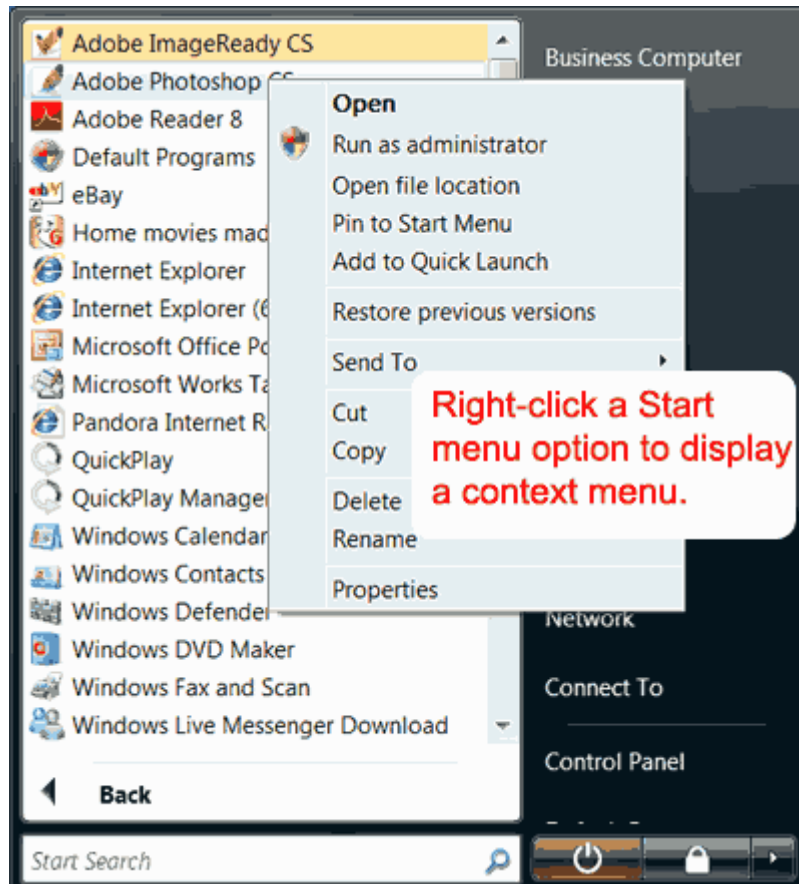 Adobe ImageReady CS
Adobe Photoshop CS
Adobe Reader 8
Default Programs
eBay
Home movies mad
Internet Explorer
Internet Explorer (6
Microsoft Office Po
Microsoft Works Ta
Pandora Internet R
QuickPlay
QuickPlay Manager
Windows Calendar
Windows Contacts
Windows Defender
Windows DVD Maker
Windows Fax and Scan
Windows Live Messenger Download
Back
Start Search
Open
Run as administrator
Open file location
Pin to Start Menu
Add to Quick Launch
Restore previous versions
Send To
Cut
Copy
Delete
Rename
Properties
Right-click a Start
menu option to display
a context menu.
Business Computer
Network
Connect To
Control Panel